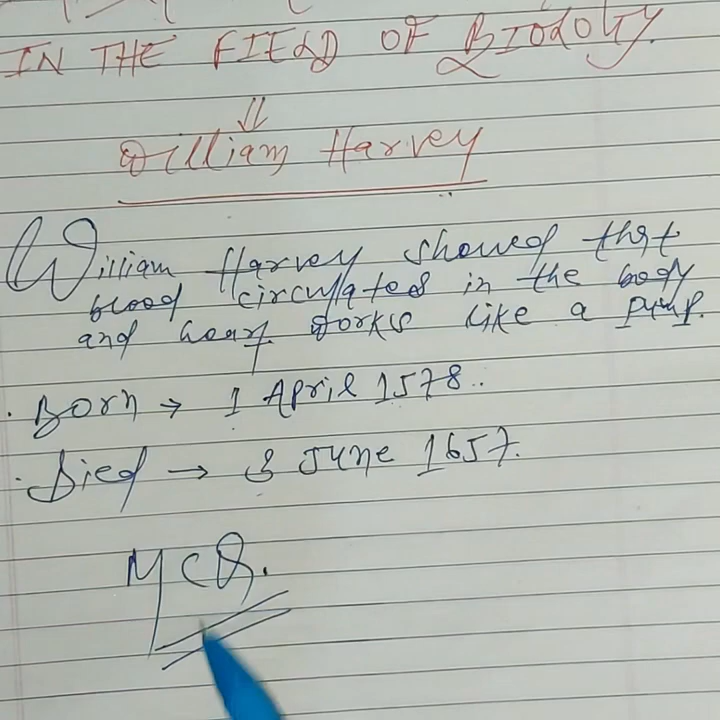 IN THE FIELD OF BIOLOGY
William Harvey
William Harvey showed that
blood circulated in the body
and heart works like a pump.
Born → 1 April 1578..
Died → 3 June 1657.
MCQ.